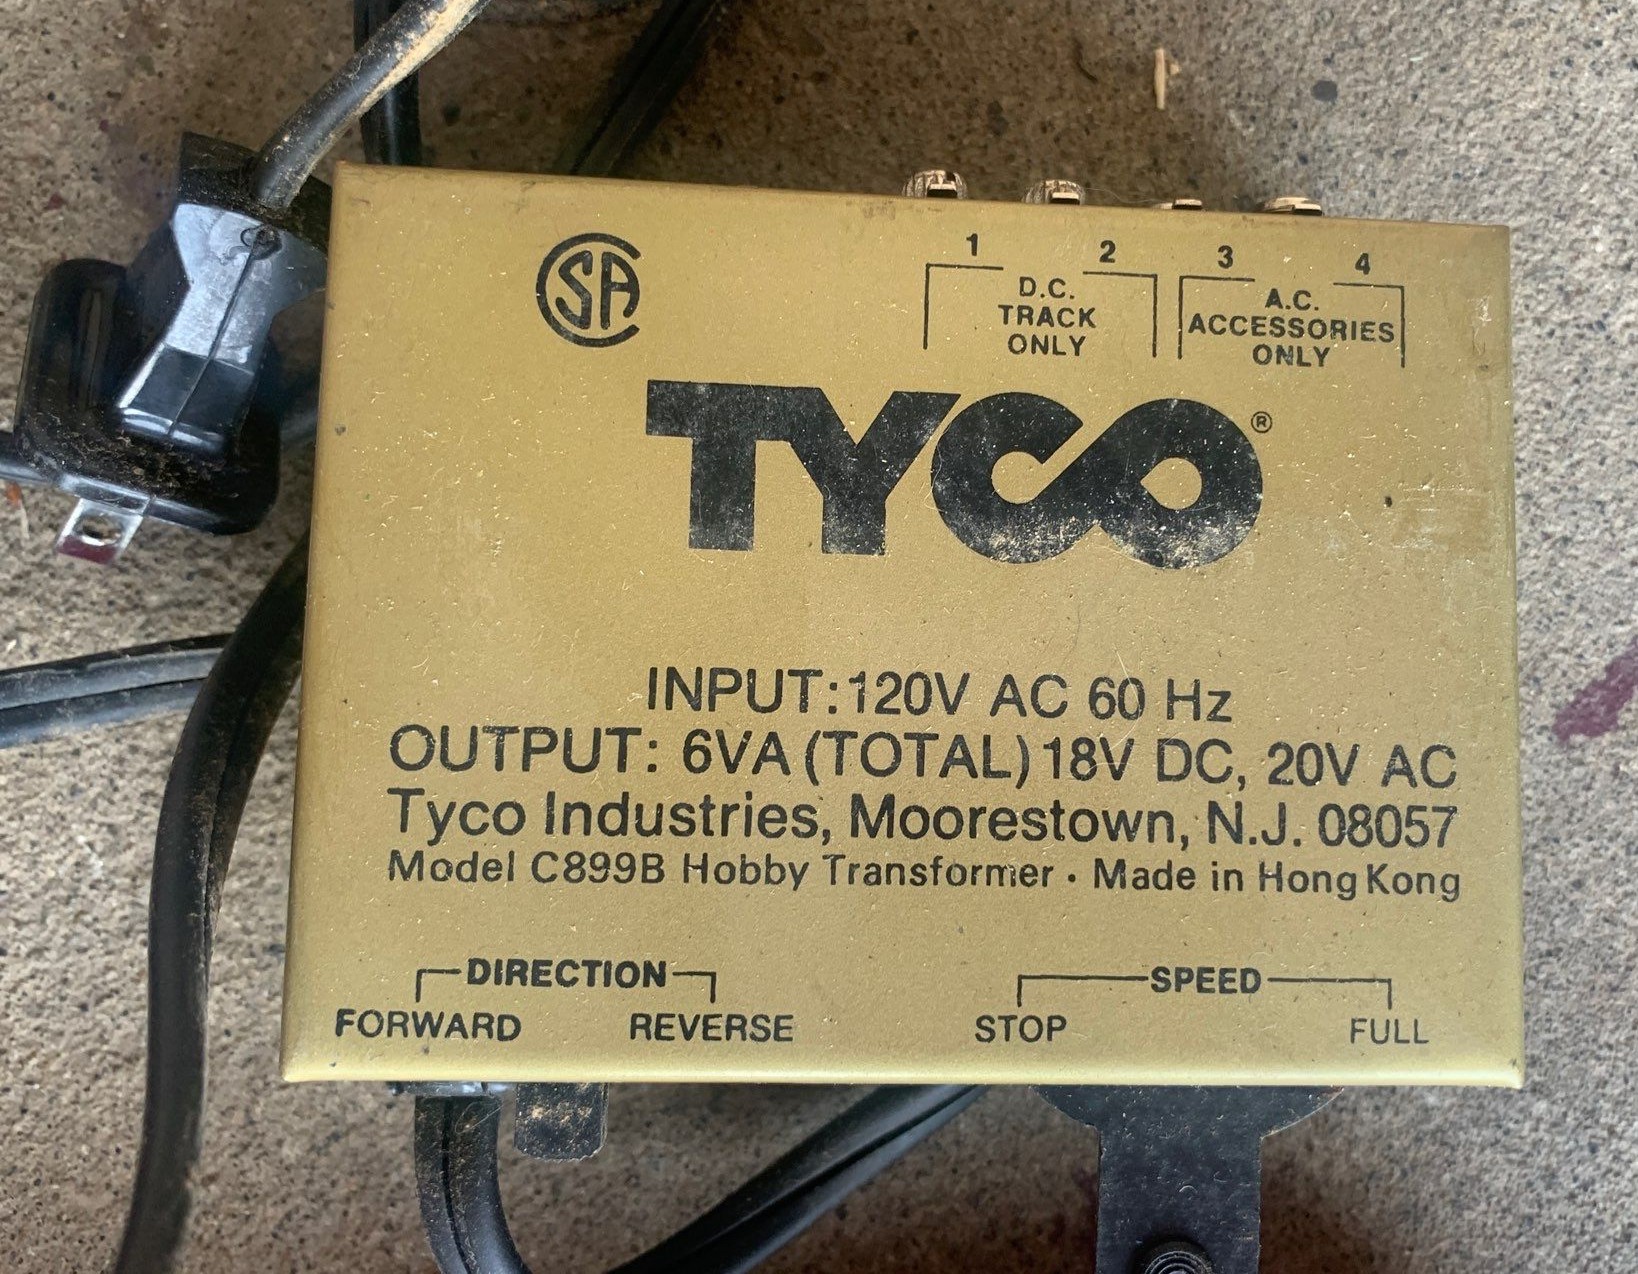 SA
1 2 3 4
D.C. TRACK ONLY
A.C. ACCESSORIES ONLY
TYCO®
INPUT: 120V AC 60 Hz
OUTPUT: 6VA (TOTAL) 18V DC, 20V AC
Tyco Industries, Moorestown, N.J. 08057
Model C899B Hobby Transformer · Made in Hong Kong
DIRECTION
FORWARD REVERSE
SPEED
STOP FULL